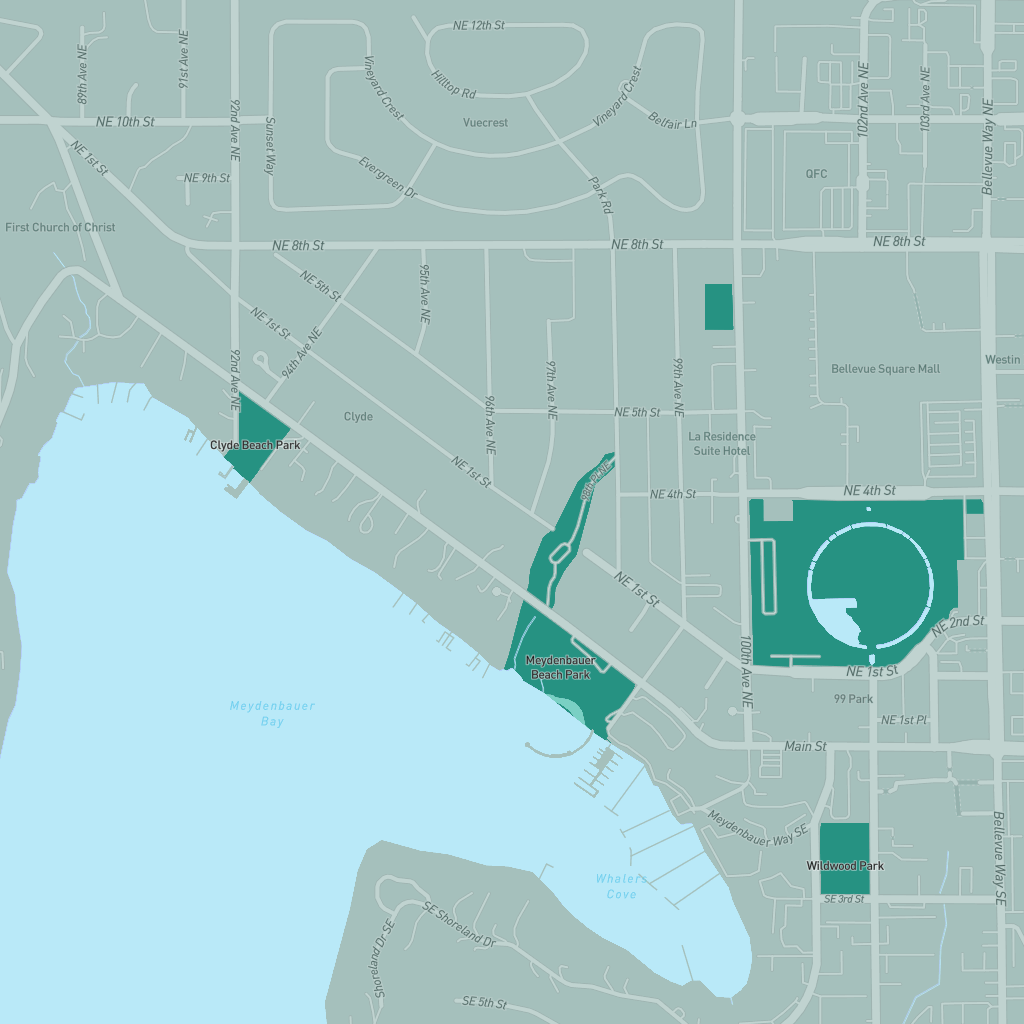 NE 12th St
89th Ave NE
91st Ave NE
Vineyard Crest
Hilltop Rd
Vineyard Crest
102nd Ave NE
103rd Ave NE
Bellevue Way NE
92nd Ave NE
NE 10th St
Sunset Way
Vuecrest
Belfair Ln
NE 1st St
Evergreen Dr
Park Rd
QFC
NE 9th St
First Church of Christ
NE 8th St
NE 8th St
NE 8th St
NE 5th St
95th Ave NE
NE 1st St
94th Ave NE
92nd Ave NE
97th Ave NE
99th Ave NE
Westin
Bellevue Square Mall
Clyde
96th Ave NE
NE 5th St
Clyde Beach Park
La Residence
Suite Hotel
NE 1st St
98th Pl NE
NE 4th St
NE 4th St
NE 1st St
NE 2nd St
100th Ave NE
Meydenbauer
Beach Park
NE 1st St
99 Park
Meydenbauer
Bay
NE 1st Pl
Main St
Meydenbauer Way SE
Bellevue Way SE
Wildwood Park
Whalers
Cove
SE 3rd St
SE Shoreland Dr
Shoreland Dr SE
SE 5th St